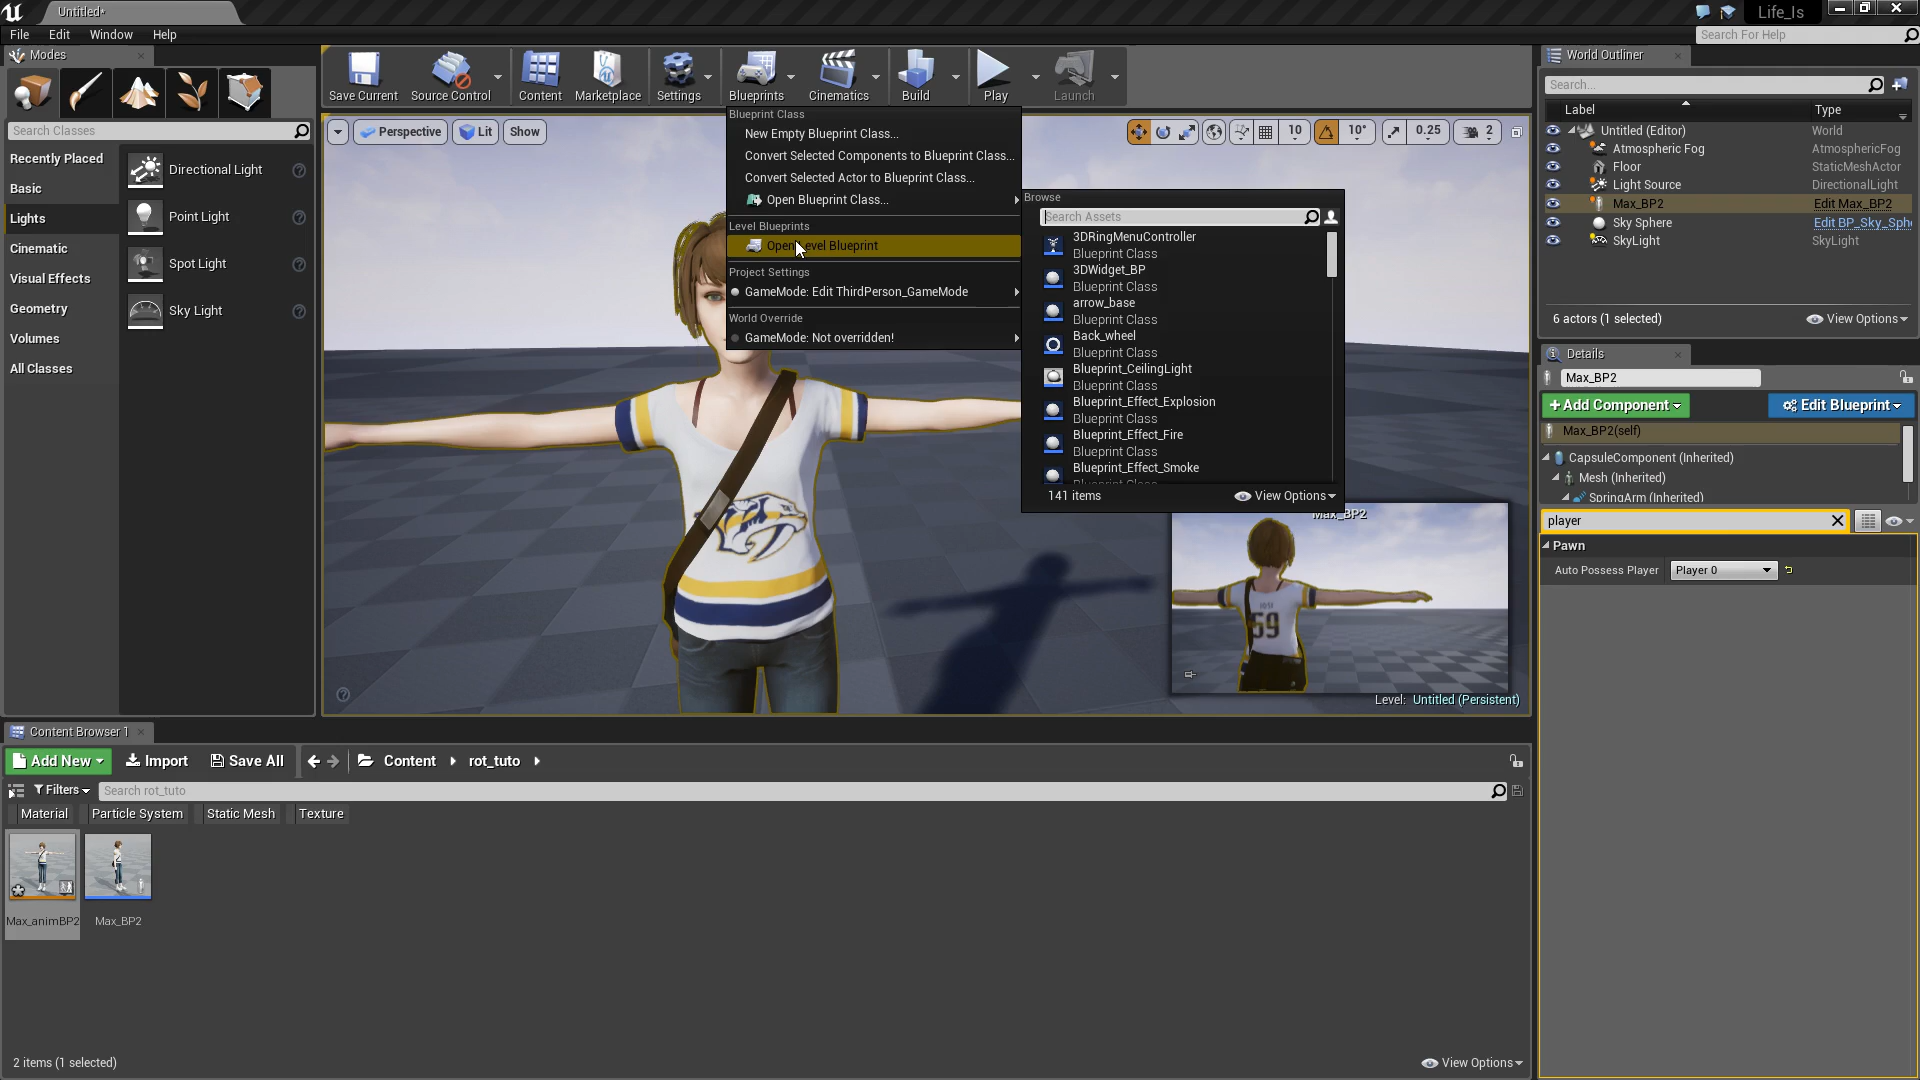 Untitled*
Life_Is
File Edit Window Help
Search For Help
Modes
Search Classes
Recently Placed
Basic
Lights
Cinematic
Visual Effects
Geometry
Volumes
All Classes
Directional Light
Point Light
Spot Light
Sky Light
Save Current
Source Control
Content
Marketplace
Settings
Blueprints
Cinematics
Build
Play
Launch
Perspective
Lit
Show
10
10°
0.25
2
Blueprint Class
New Empty Blueprint Class...
Convert Selected Components to Blueprint Class...
Convert Selected Actor to Blueprint Class...
Open Blueprint Class...
Level Blueprints
Open Level Blueprint
Project Settings
GameMode: Edit ThirdPerson_GameMode
World Override
GameMode: Not overridden!
Browse
Search Assets
3DRingMenuController
Blueprint Class
3DWidget_BP
Blueprint Class
arrow_base
Blueprint Class
Back_wheel
Blueprint Class
Blueprint_CeilingLight
Blueprint Class
Blueprint_Effect_Explosion
Blueprint Class
Blueprint_Effect_Fire
Blueprint Class
Blueprint_Effect_Smoke
Blueprint Class
141 items
View Options
Max_BP2
JOSI
59
Level: Untitled (Persistent)
World Outliner
Search...
Label Type
Untitled (Editor) World
Atmospheric Fog AtmosphericFog
Floor StaticMeshActor
Light Source DirectionalLight
Max_BP2 Edit Max_BP2
Sky Sphere Edit BP_Sky_Sph
SkyLight SkyLight
6 actors (1 selected)
View Options
Details
Max_BP2
+Add Component
Edit Blueprint
Max_BP2(self)
CapsuleComponent (Inherited)
Mesh (Inherited)
SpringArm (Inherited)
player
Pawn
Auto Possess Player
Player 0
Content Browser 1
Add New
Import
Save All
Content
rot_tuto
Filters
Search rot_tuto
Material
Particle System
Static Mesh
Texture
Max_animBP2
Max_BP2
2 items (1 selected)
View Options